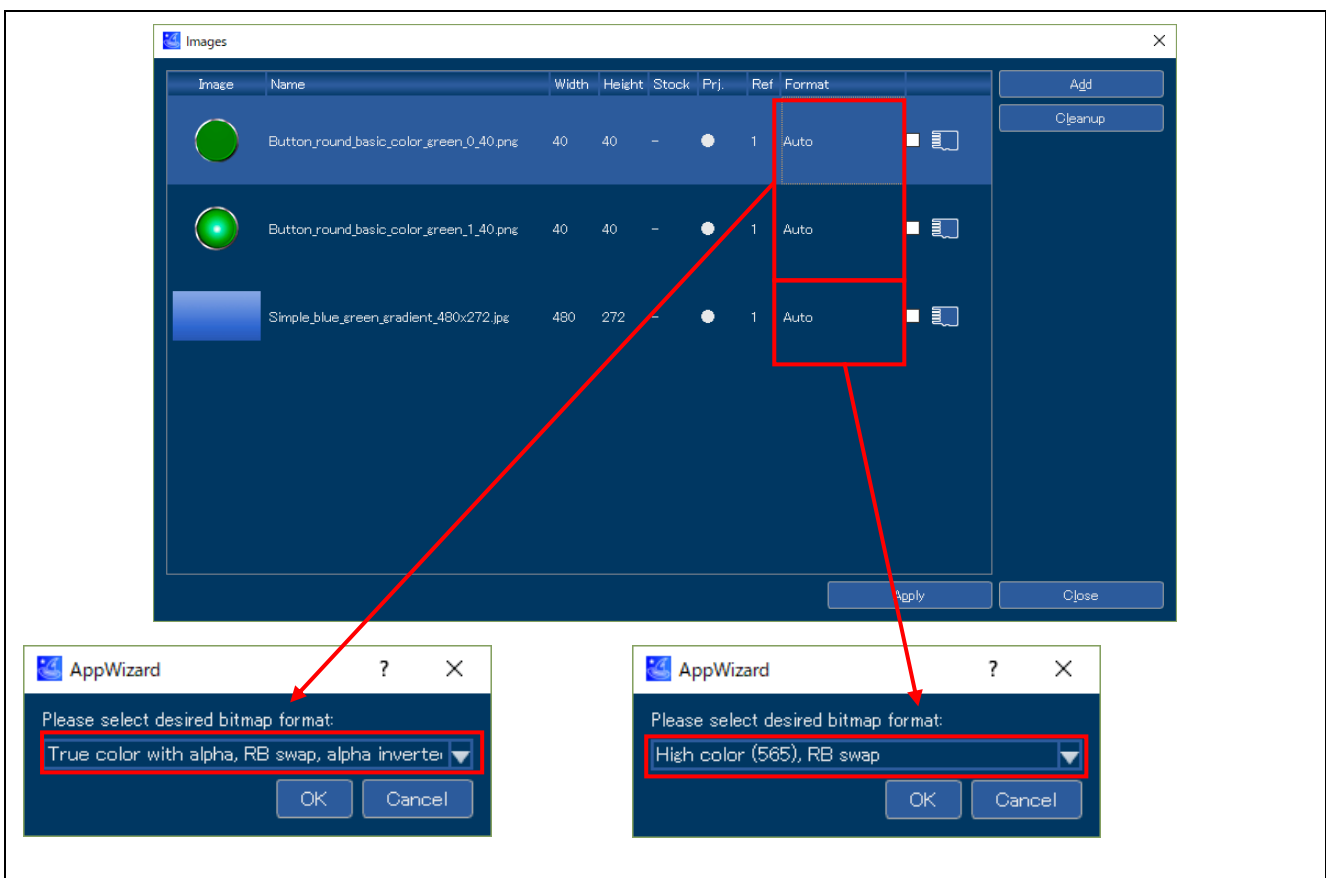 Images
Image Name Width Height Stock Prj. Ref Format
Add
Cleanup
Button_round_basic_color_green_0_40.png 40 40 – 1 Auto
Button_round_basic_color_green_1_40.png 40 40 – 1 Auto
Simple_blue_green_gradient_480x272.jpg 480 272 – 1 Auto
Apply Close
AppWizard ?
Please select desired bitmap format:
True color with alpha, RB swap, alpha inverte
OK Cancel
AppWizard ?
Please select desired bitmap format:
High color (565), RB swap
OK Cancel